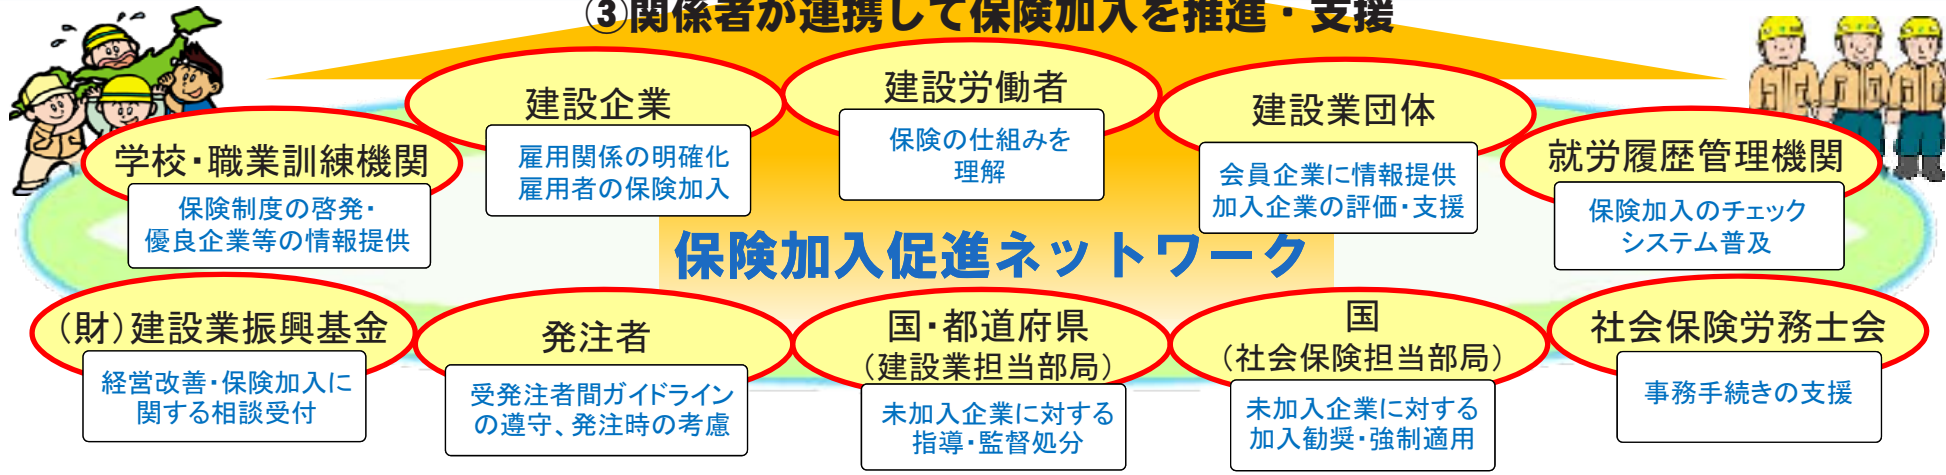 ③関係者が連携して保険加入を推進・支援
学校・職業訓練機関
保険制度の啓発・
優良企業等の情報提供
建設企業
雇用関係の明確化
雇用者の保険加入
建設労働者
保険の仕組みを
理解
建設業団体
会員企業に情報提供
加入企業の評価・支援
就労履歴管理機関
保険加入のチェック
システム普及
保険加入促進ネットワーク
（財）建設業振興基金
経営改善・保険加入に
関する相談受付
発注者
受発注者間ガイドライン
の遵守、発注時の考慮
国・都道府県
（建設業担当部局）
未加入企業に対する
指導・監督処分
国
（社会保険担当部局）
未加入企業に対する
加入勧奨・強制適用
社会保険労務士会
事務手続きの支援